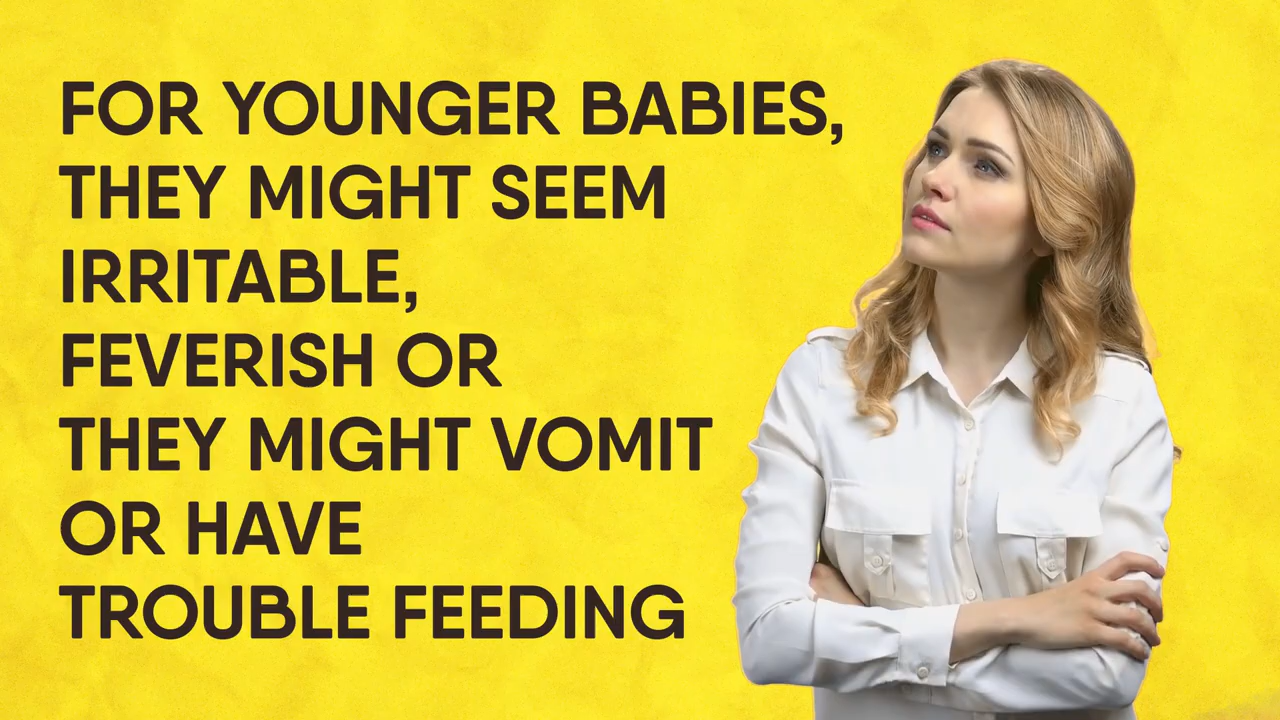 FOR YOUNGER BABIES,
THEY MIGHT SEEM
IRRITABLE,
FEVERISH OR
THEY MIGHT VOMIT
OR HAVE
TROUBLE FEEDING